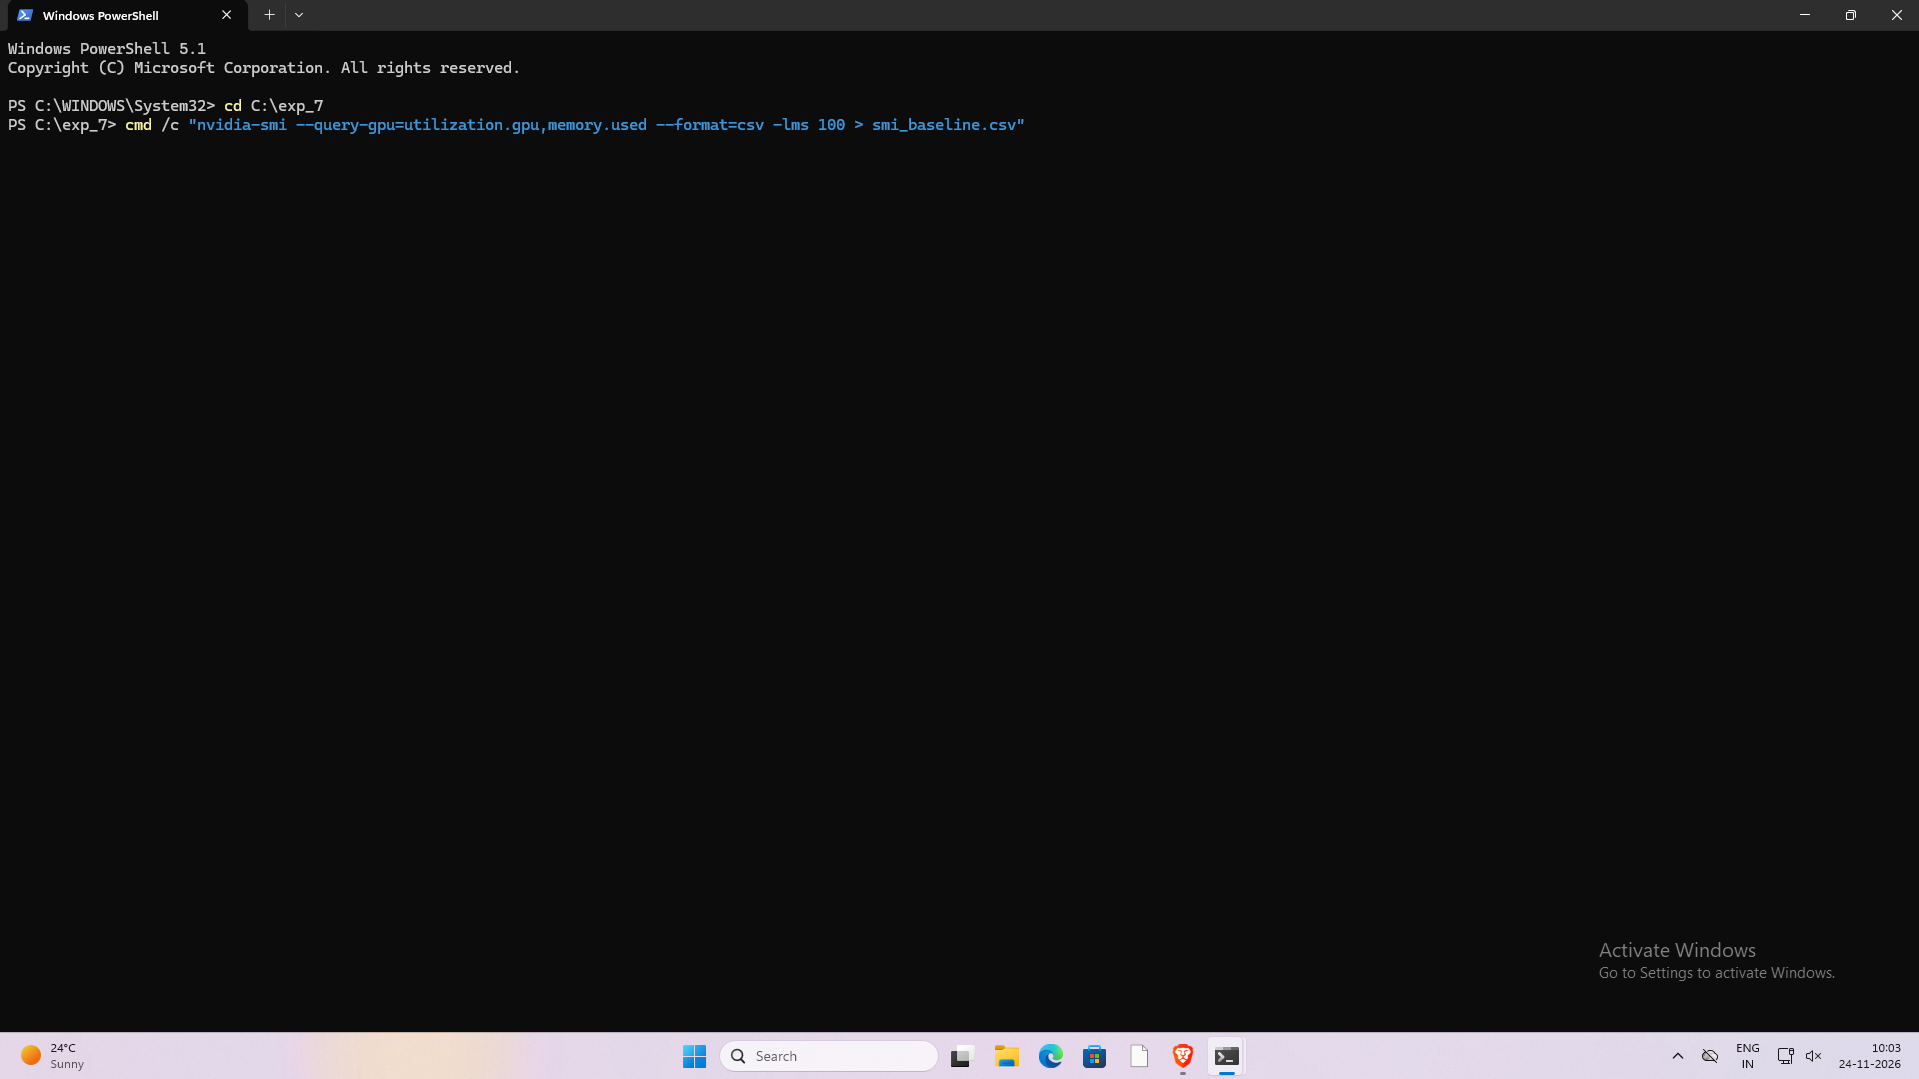 Windows PowerShell
Windows PowerShell 5.1
Copyright (C) Microsoft Corporation. All rights reserved.
PS C:\WINDOWS\System32> cd C:\exp_7
PS C:\exp_7> cmd /c "nvidia-smi --query-gpu=utilization.gpu,memory.used --format=csv -lms 100 > smi_baseline.csv"
Activate Windows
Go to Settings to activate Windows.
24°C
Sunny
Search
ENG
IN
10:03
24-11-2026